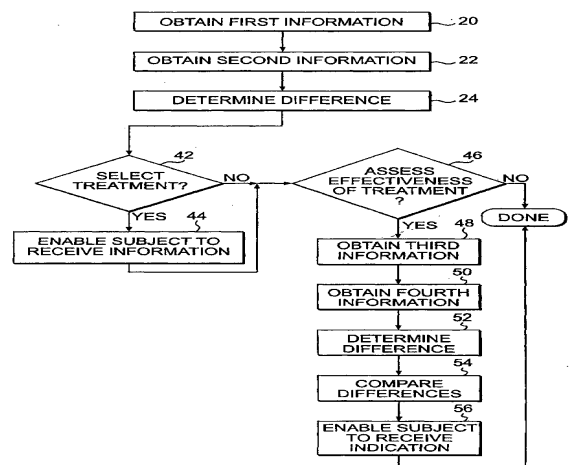 OBTAIN FIRST INFORMATION
20
OBTAIN SECOND INFORMATION
22
DETERMINE DIFFERENCE
24
42
SELECT
TREATMENT?
NO
YES
44
ENABLE SUBJECT TO
RECEIVE INFORMATION
46
ASSESS
EFFECTIVENESS
OF TREATMENT
?
NO
DONE
YES
48
OBTAIN THIRD
INFORMATION
50
OBTAIN FOURTH
INFORMATION
52
DETERMINE
DIFFERENCE
54
COMPARE
DIFFERENCES
56
ENABLE SUBJECT
TO RECEIVE
INDICATION